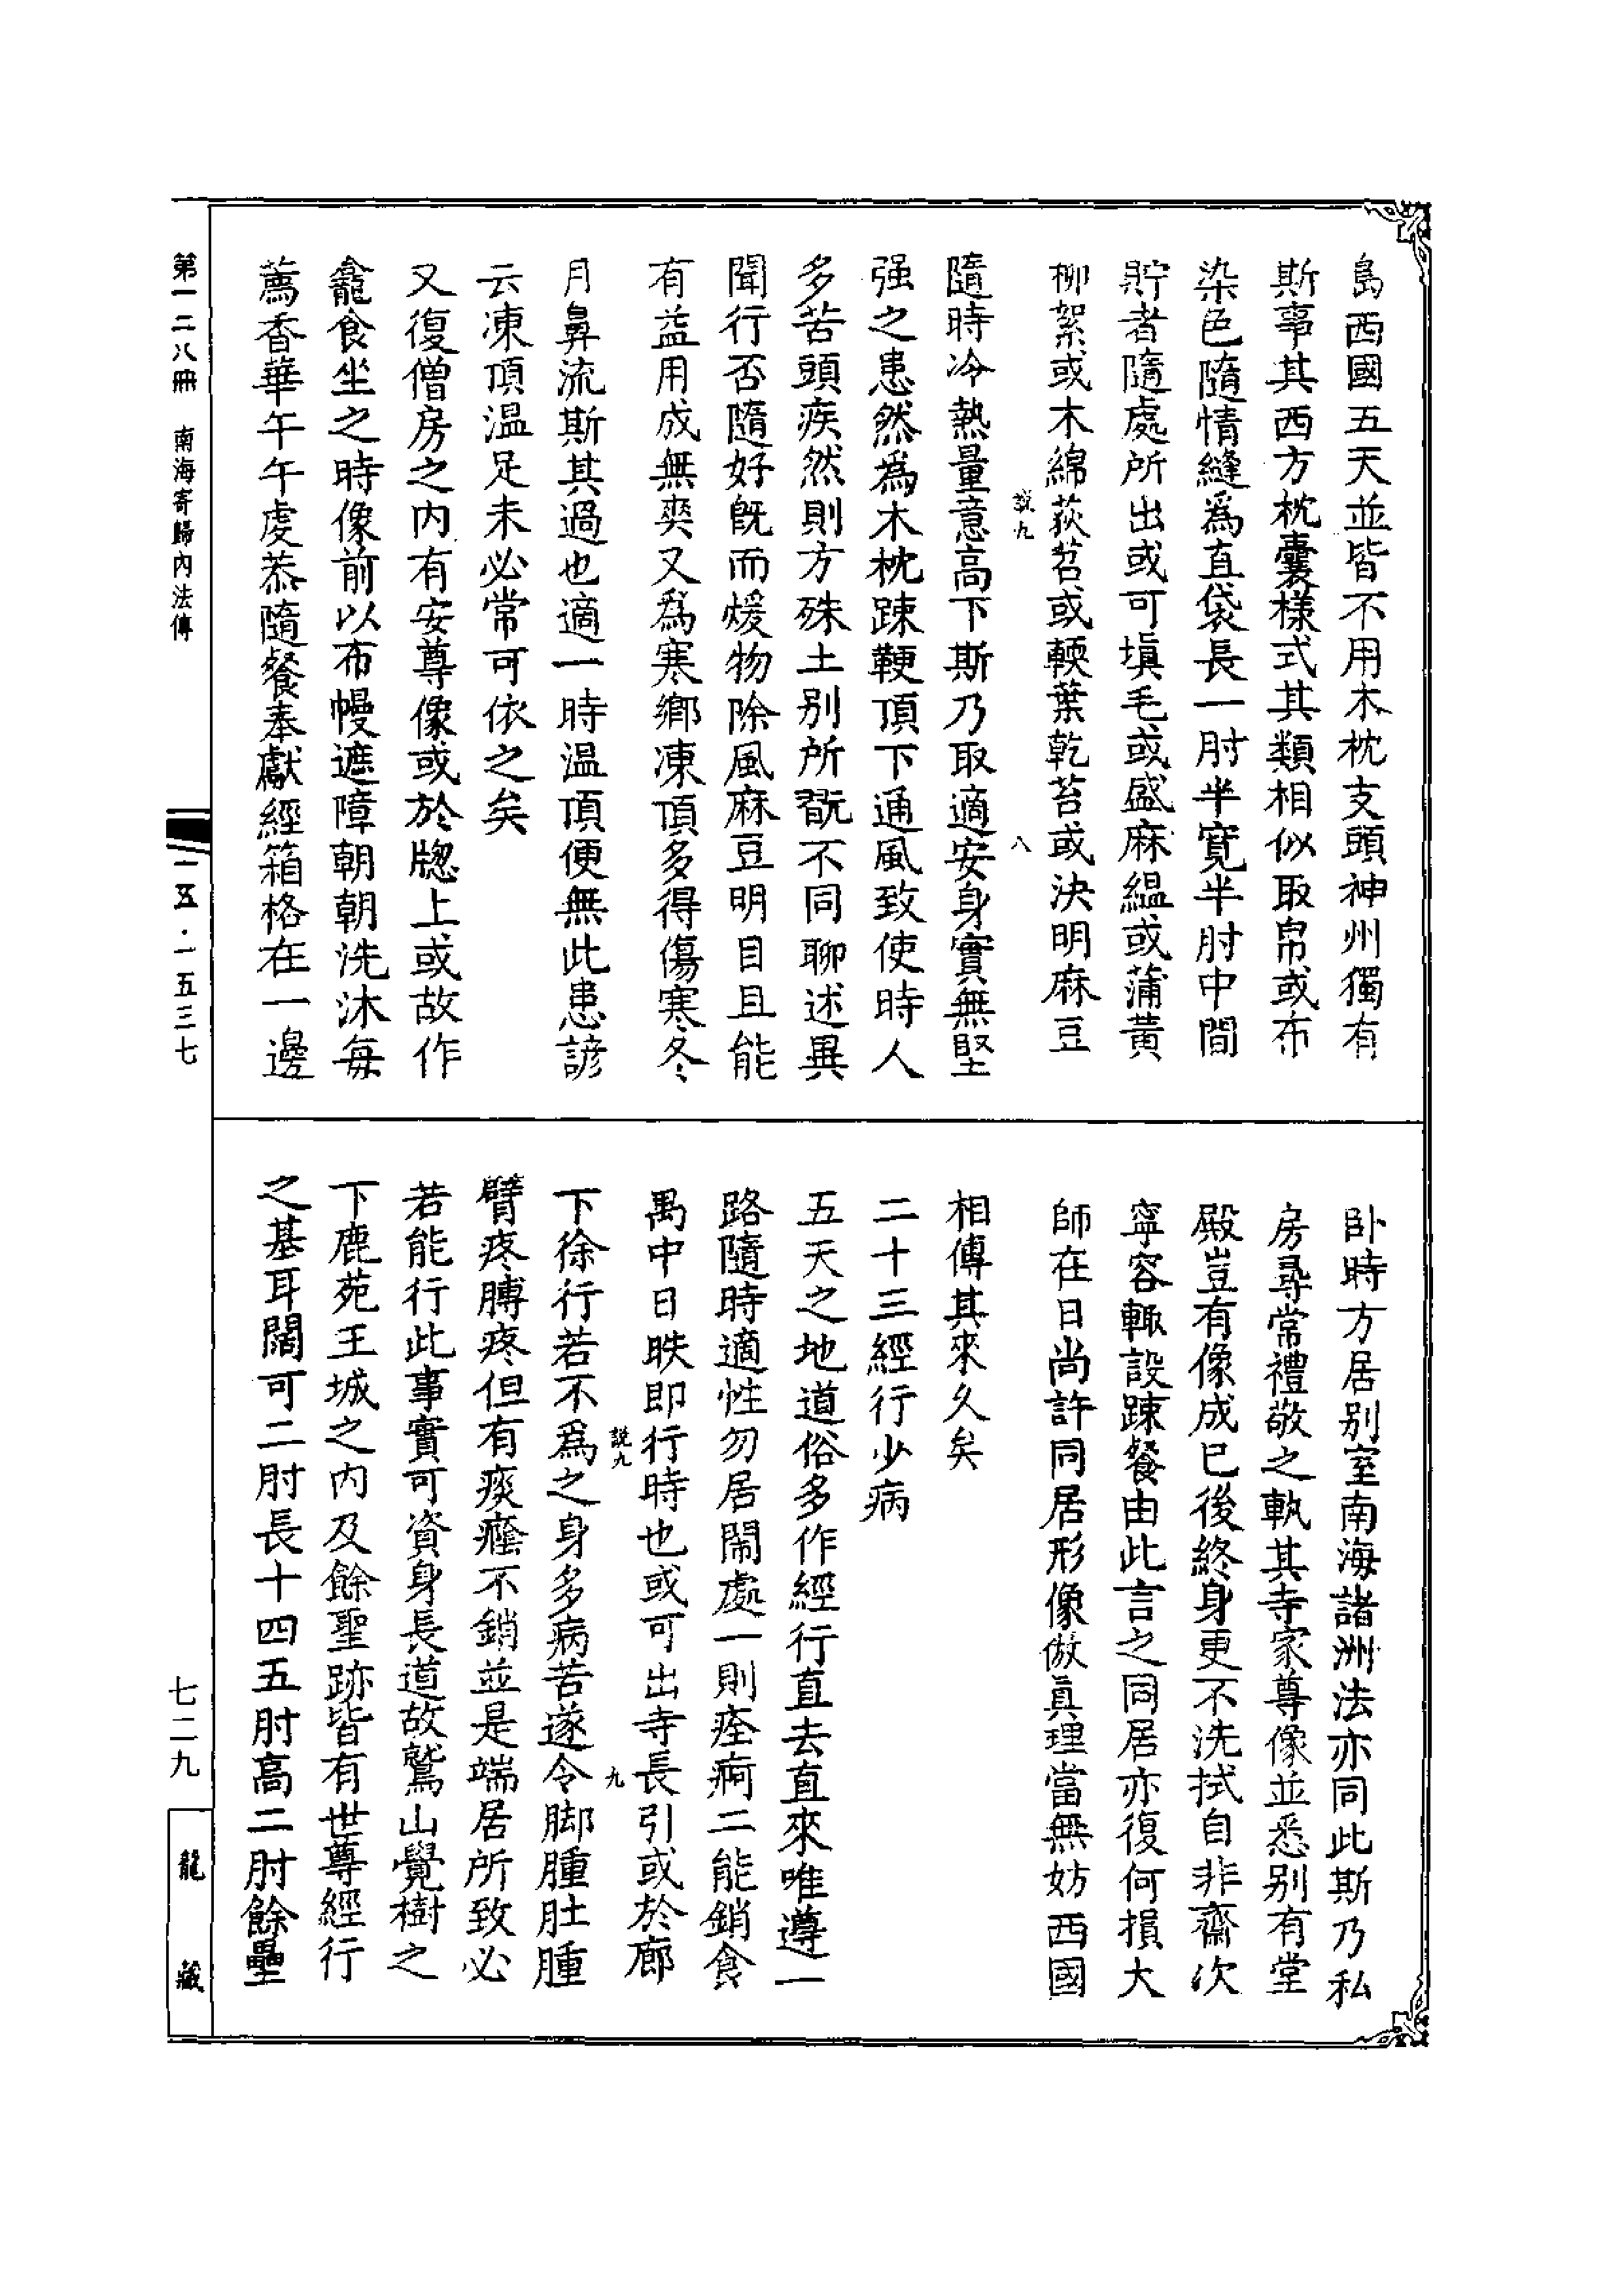 島西國五天並皆不用木枕支頭神州獨有
斯事其西方枕囊樣式其類相似取帛或布
染色隨情縫爲直袋長一肘半寬半肘中間
貯者隨處所出或可塡毛或盛麻緼或蒲黃
柳絮或木綿荻苕或輭葉乾苔或決明麻豆
說九
八
隨時冷熱量意高下斯乃取適安身實無堅
强之患然為木枕踈鞕項下通風致使時人
多苦頭疾然則方殊土别所翫不同聊述異
聞行否隨好旣而煖物除風麻豆明目且能
有益用成無爽又爲寒鄉凍頂多得傷寒冬
月鼻流斯其過也適一時温頂便無此患諺
云凍頂温足未必常可依之矣
又復僧房之内有安尊像或於牕上或故作
龕食坐之時像前以布幔遮障朝朝洗沐每
薦香華午午虔恭隨餐奉獻經箱格在一邊
卧時方居别室南海諸洲法亦同此斯乃私
房尋常禮敬之軌其寺家尊像並悉别有堂
殿豈有像成已後終身更不洗拭自非齋次
寧容輒設踈餐由此言之同居亦復何損大
師在日尚許同居形像倣眞理當無妨西國
相傳其來久矣
二十三經行少病
五天之地道俗多作經行直去直來唯遵一
路隨時適性勿居閙處一則痊痾二能銷食
禺中日昳即行時也或可出寺長引或於廊
說九
九
下徐行若不爲之身多病苦遂令脚腫肚腫
臂疼膊疼但有痰癊不銷並是端居所致必
若能行此事實可資身長道故鷲山覺樹之
下鹿苑王城之内及餘聖跡皆有世尊經行
之基耳闊可二肘長十四五肘高二肘餘壘
第一二八冊　南海寄歸內法傳
一五·一五三七
七二九
龍藏